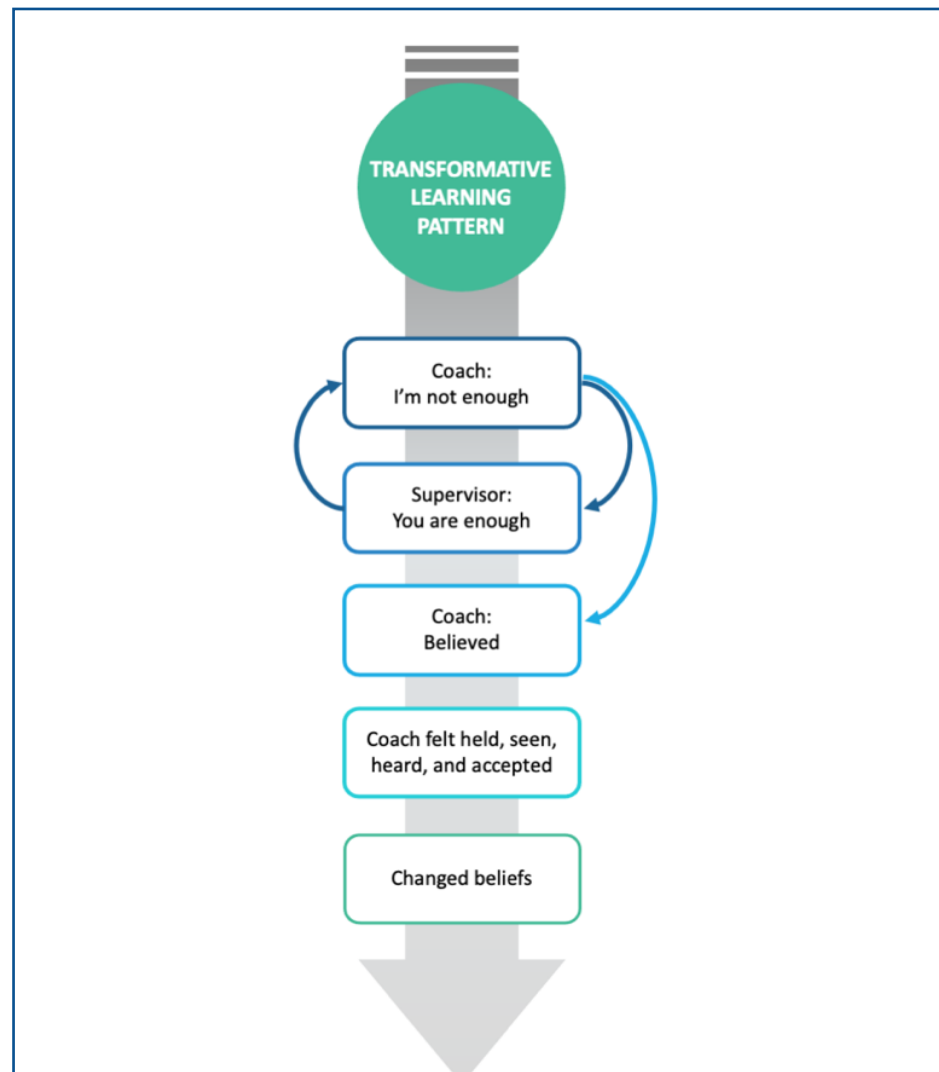 TRANSFORMATIVE
LEARNING
PATTERN
Coach:
I'm not enough
Supervisor:
You are enough
Coach:
Believed
Coach felt held, seen,
heard, and accepted
Changed beliefs